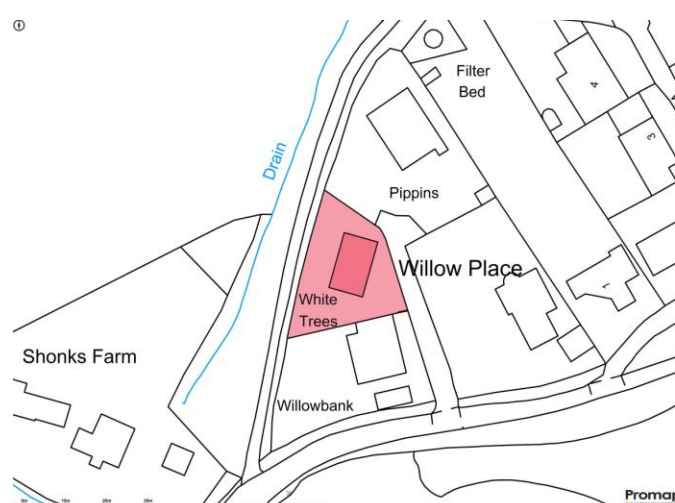 Filter
Bed
4
3
Drain
Pippins
Willow Place
White
Trees
1
Shonks Farm
Willowbank
Promap